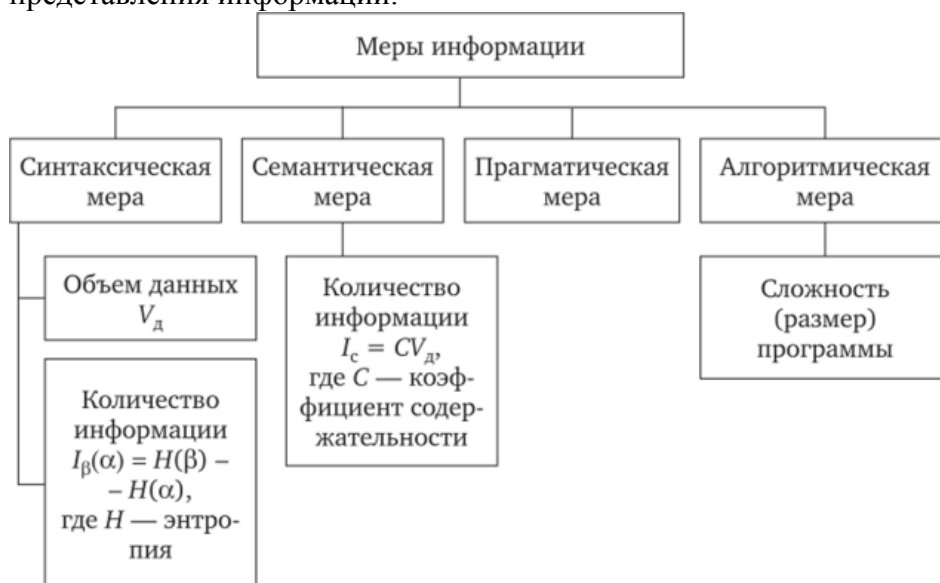 представления информации.
Меры информации
Синтаксическая
мера
Семантическая
мера
Прагматическая
мера
Алгоритмическая
мера
Объем данных
Vд
Количество
информации
Iβ(α) = H(β) –
– H(α),
где H — энтро-
пия
Количество
информации
Iс = CVд,
где C — коэф-
фициент содер-
жательности
Сложность
(размер)
программы